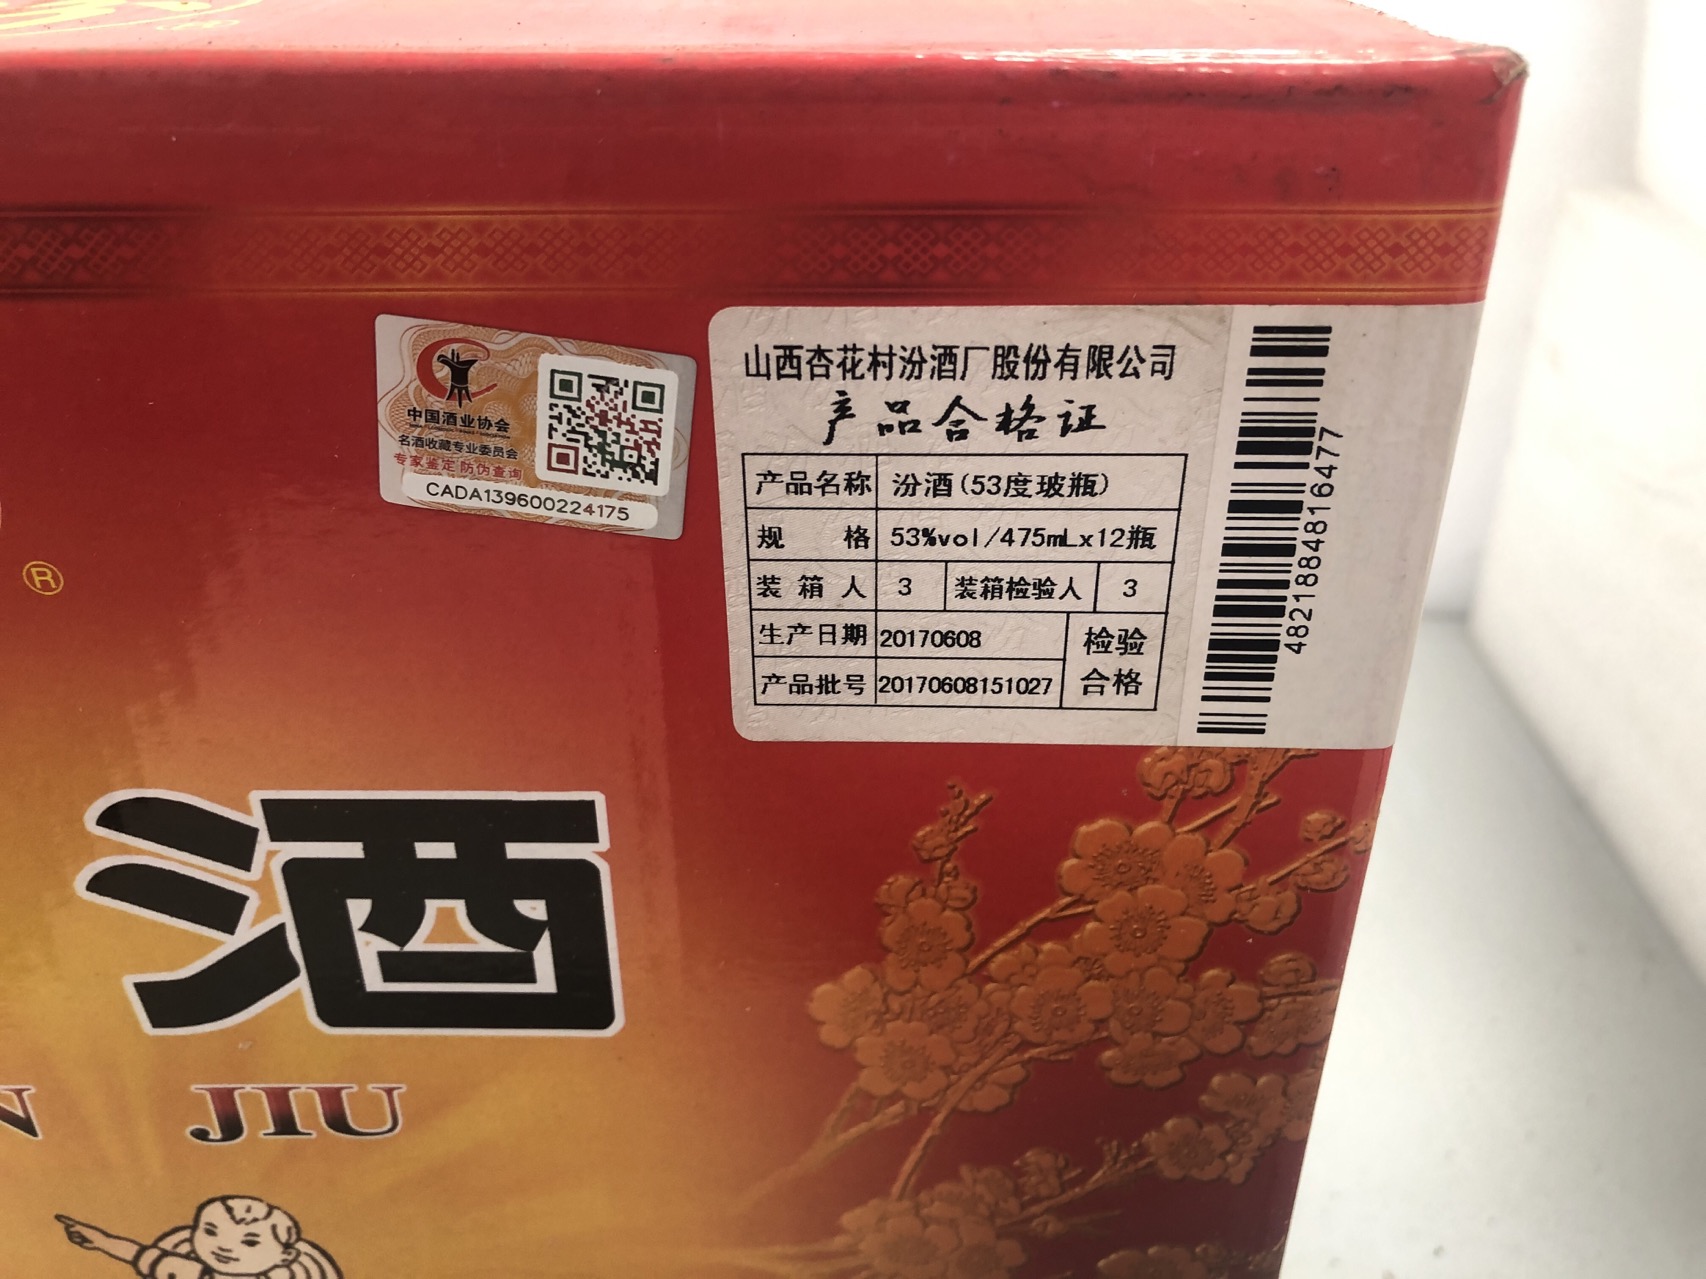 中国酒业协会
名酒收藏专业委员会
专家鉴定 防伪查询
CADA139600224175
山西杏花村汾酒厂股份有限公司
产品合格证
产品名称 汾酒(53度玻瓶)
规 格 53%vol/475mLx12瓶
装箱人 3 装箱检验人 3
生产日期 20170608 检验
产品批号 20170608151027 合格
4821884816477
®
酒
N JIU